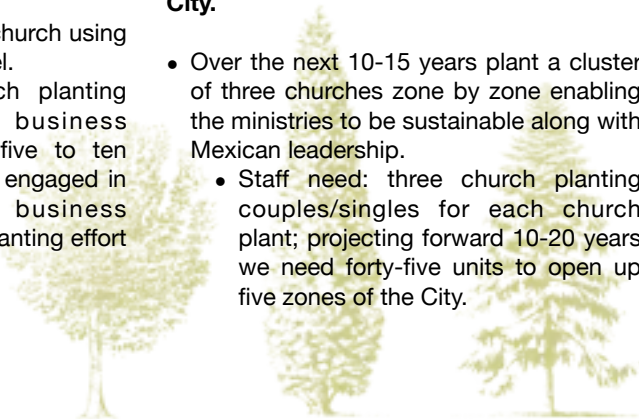 church using
el.
ch planting
business
five to ten
engaged in
business
anting effort
City.
• Over the next 10-15 years plant a cluster
of three churches zone by zone enabling
the ministries to be sustainable along with
Mexican leadership.
• Staff need: three church planting
couples/singles for each church
plant; projecting forward 10-20 years
we need forty-five units to open up
five zones of the City.